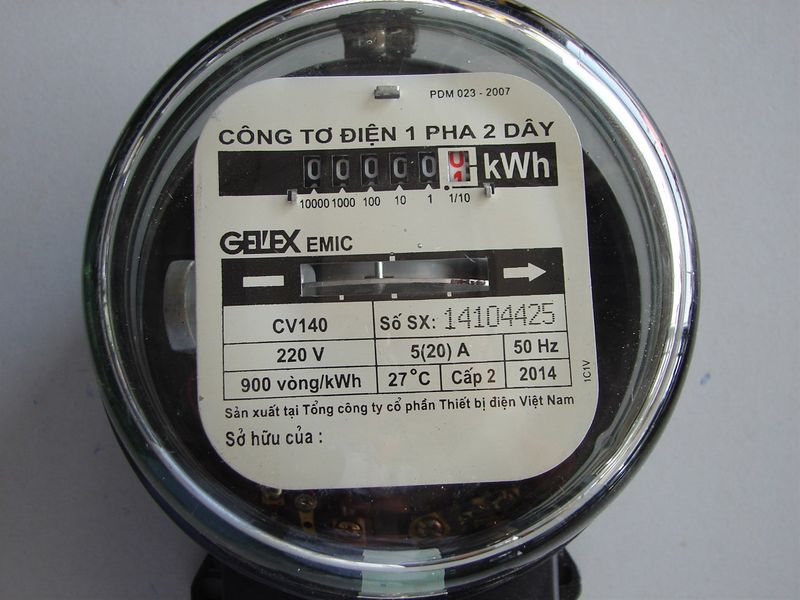 PDM 023 - 2007
CÔNG TƠ ĐIỆN 1 PHA 2 DÂY
0 0 0 0 0 0 1 kWh
10000 1000 100 10 1 1/10
GELEX EMIC
CV140 Số SX: 14104425
220 V 5(20) A 50 Hz
900 vòng/kWh 27°C Cấp 2 2014
1C1V
Sản xuất tại Tổng công ty cổ phần Thiết bị điện Việt Nam
Sở hữu của :